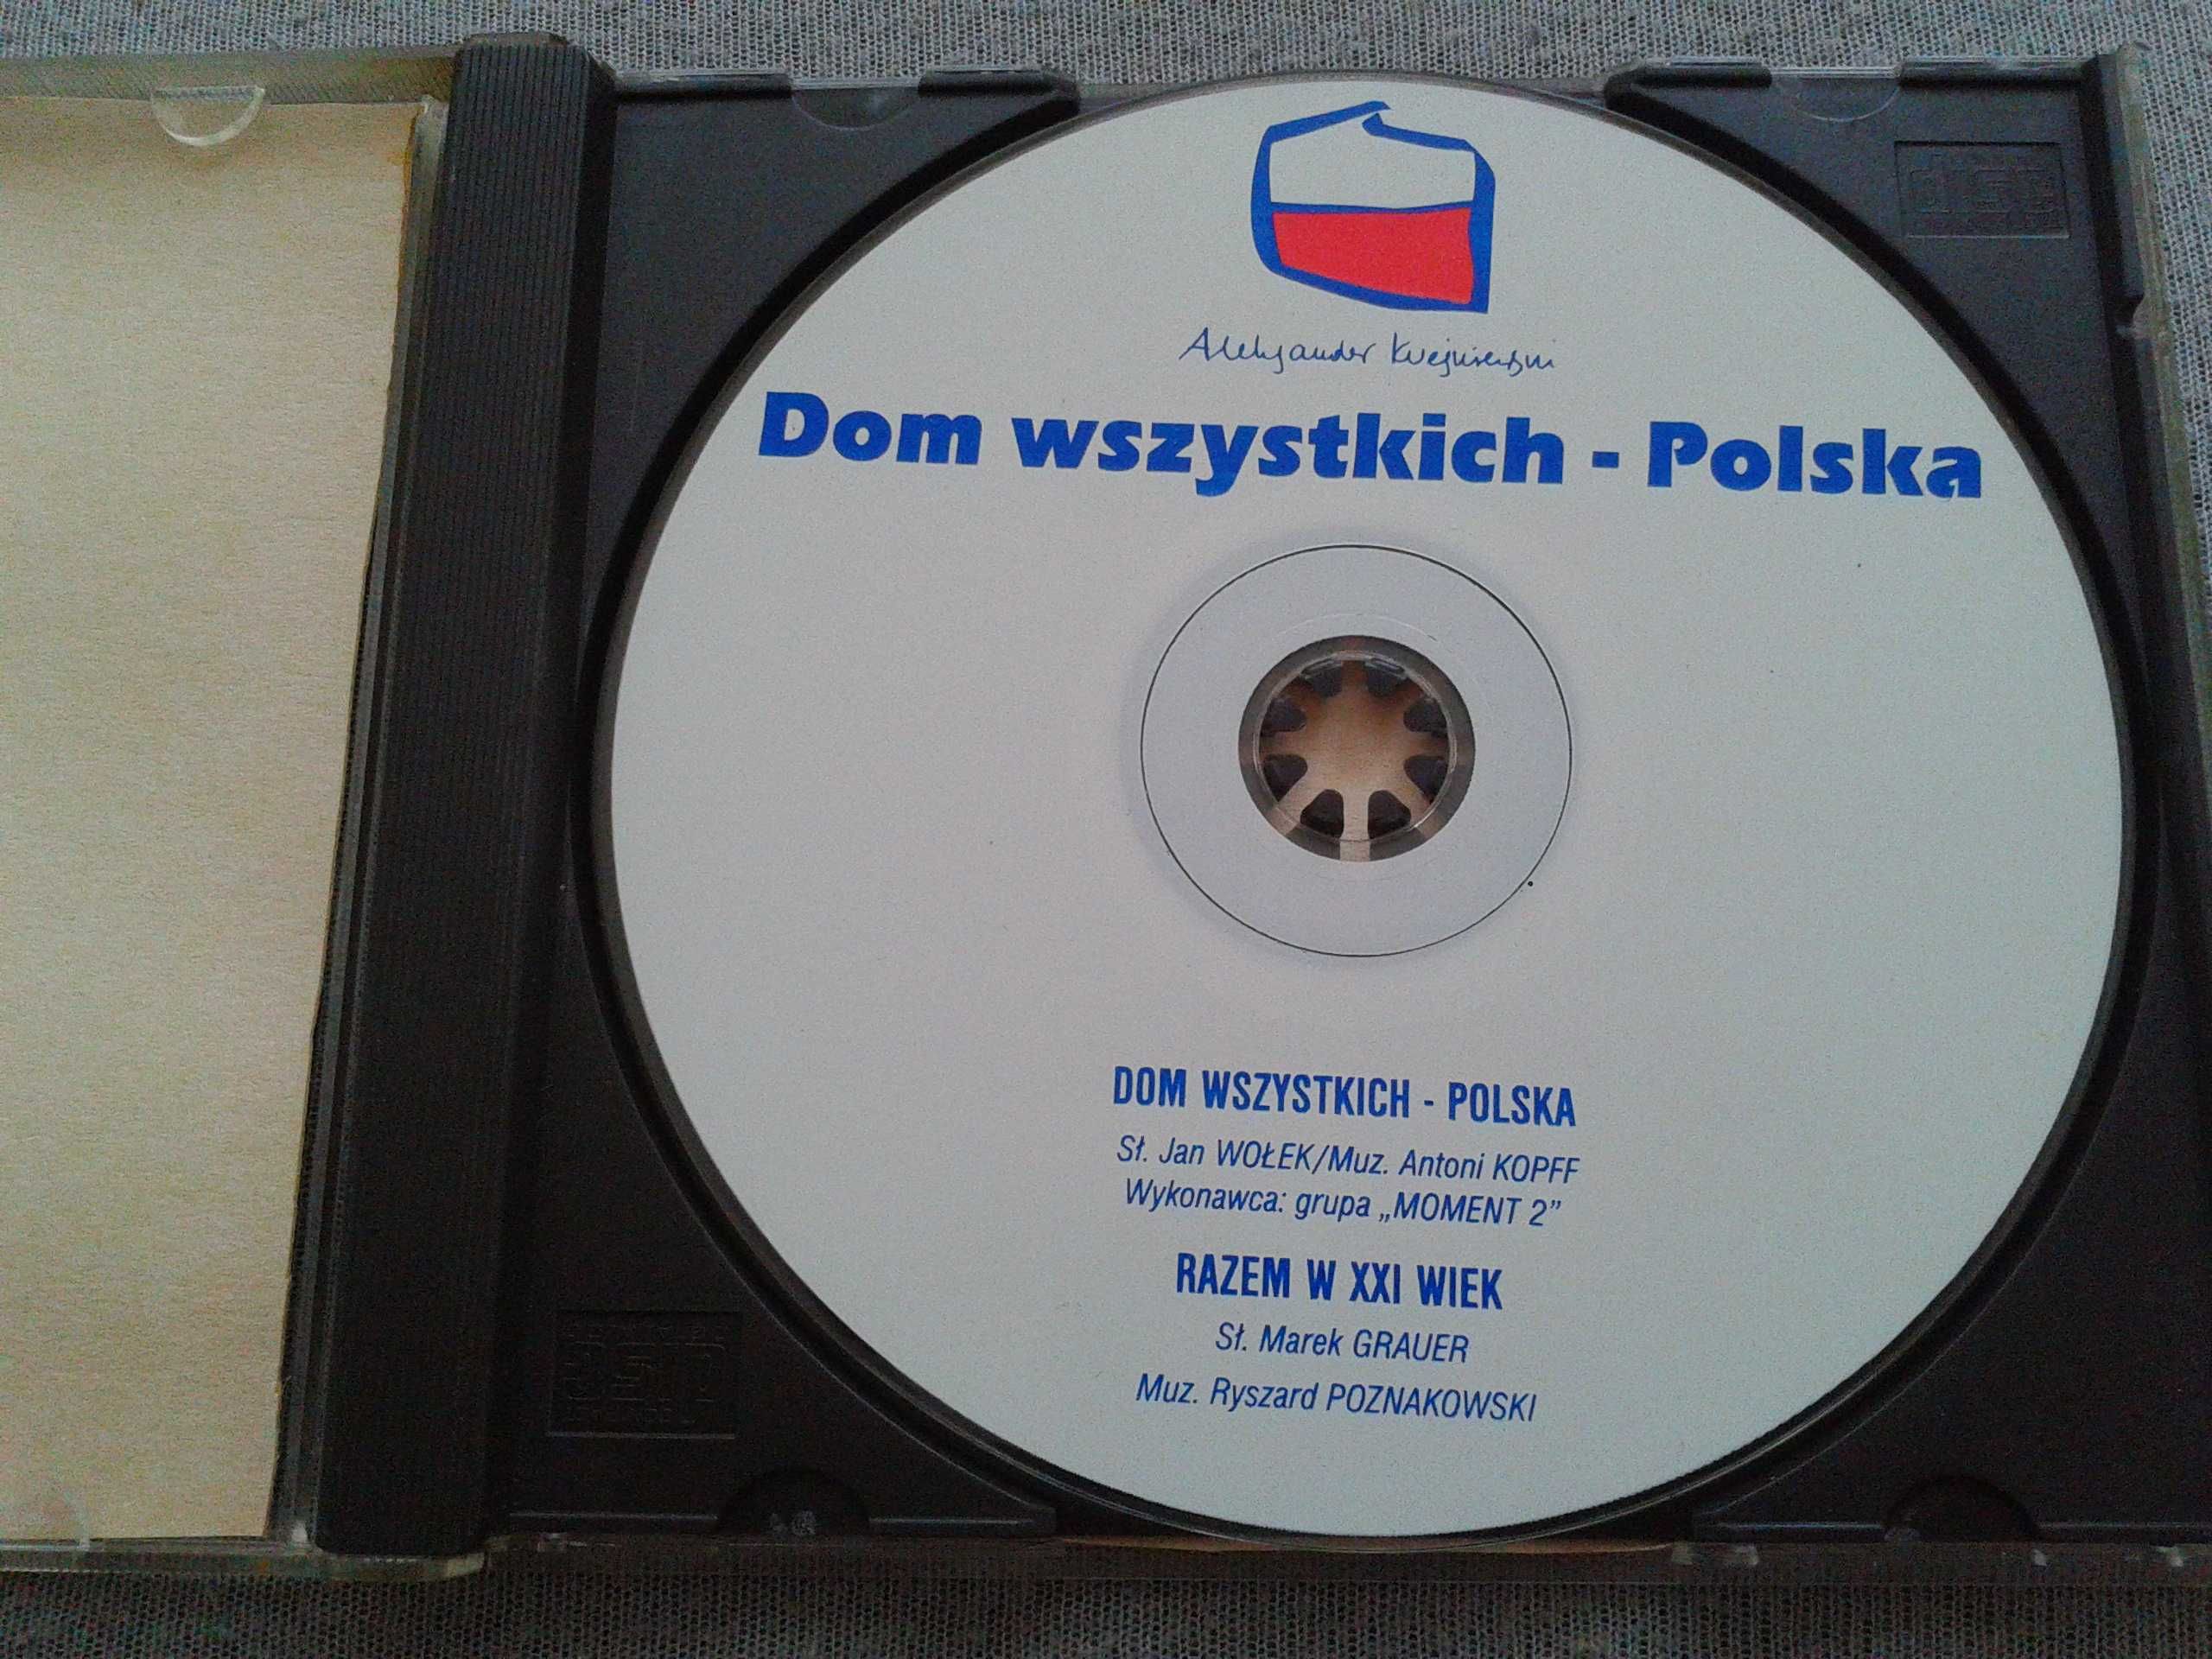 Aleksander Kwaśniewski
Dom wszystkich - Polska
DOM WSZYSTKICH - POLSKA
Sł. Jan WOŁEK/Muz. Antoni KOPFF
Wykonawca: grupa „MOMENT 2”
RAZEM W XXI WIEK
Sł. Marek GRAUER
Muz. Ryszard POZNAKOWSKI